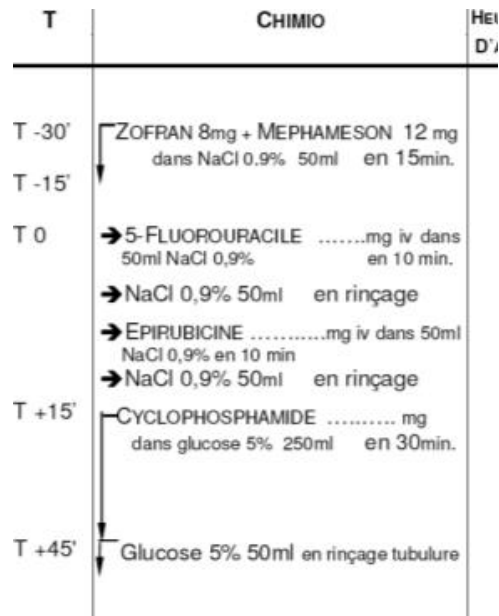 T CHIMIO HEU
D'A
T -30' ZOFRAN 8mg + MEPHAMESON 12 mg
dans NaCl 0.9% 50ml en 15min.
T -15'
T 0 ➔ 5-FLUOROURACILE .......mg iv dans
50ml NaCl 0,9% en 10 min.
➔ NaCl 0,9% 50ml en rinçage
➔ EPIRUBICINE ...........mg iv dans 50ml
NaCl 0,9% en 10 min
➔ NaCl 0,9% 50ml en rinçage
T +15' CYCLOPHOSPHAMIDE .......... mg
dans glucose 5% 250ml en 30min.
T +45' Glucose 5% 50ml en rinçage tubulure